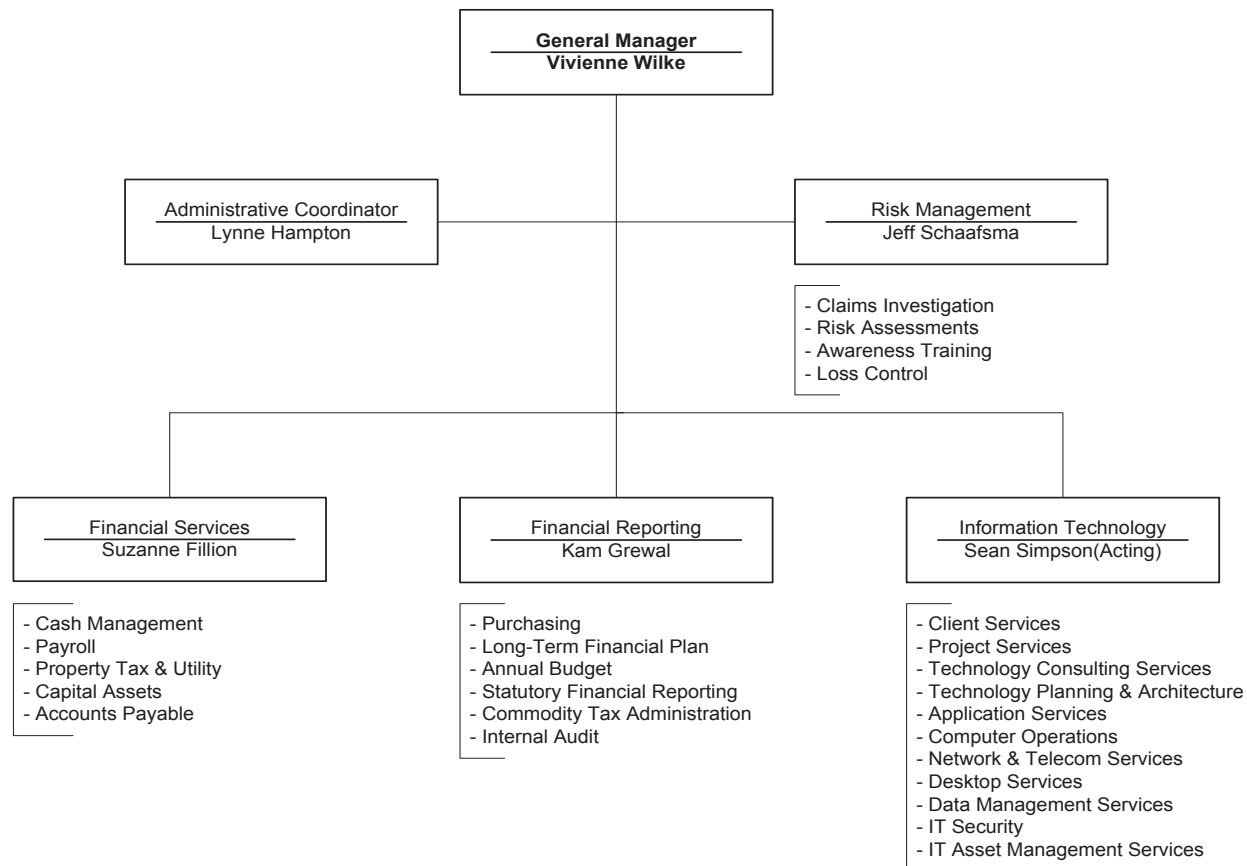 General Manager
Vivienne Wilke
Administrative Coordinator
Lynne Hampton
Risk Management
Jeff Schaafsma
- Claims Investigation
- Risk Assessments
- Awareness Training
- Loss Control
Financial Services
Suzanne Fillion
- Cash Management
- Payroll
- Property Tax & Utility
- Capital Assets
- Accounts Payable
Financial Reporting
Kam Grewal
- Purchasing
- Long-Term Financial Plan
- Annual Budget
- Statutory Financial Reporting
- Commodity Tax Administration
- Internal Audit
Information Technology
Sean Simpson(Acting)
- Client Services
- Project Services
- Technology Consulting Services
- Technology Planning & Architecture
- Application Services
- Computer Operations
- Network & Telecom Services
- Desktop Services
- Data Management Services
- IT Security
- IT Asset Management Services